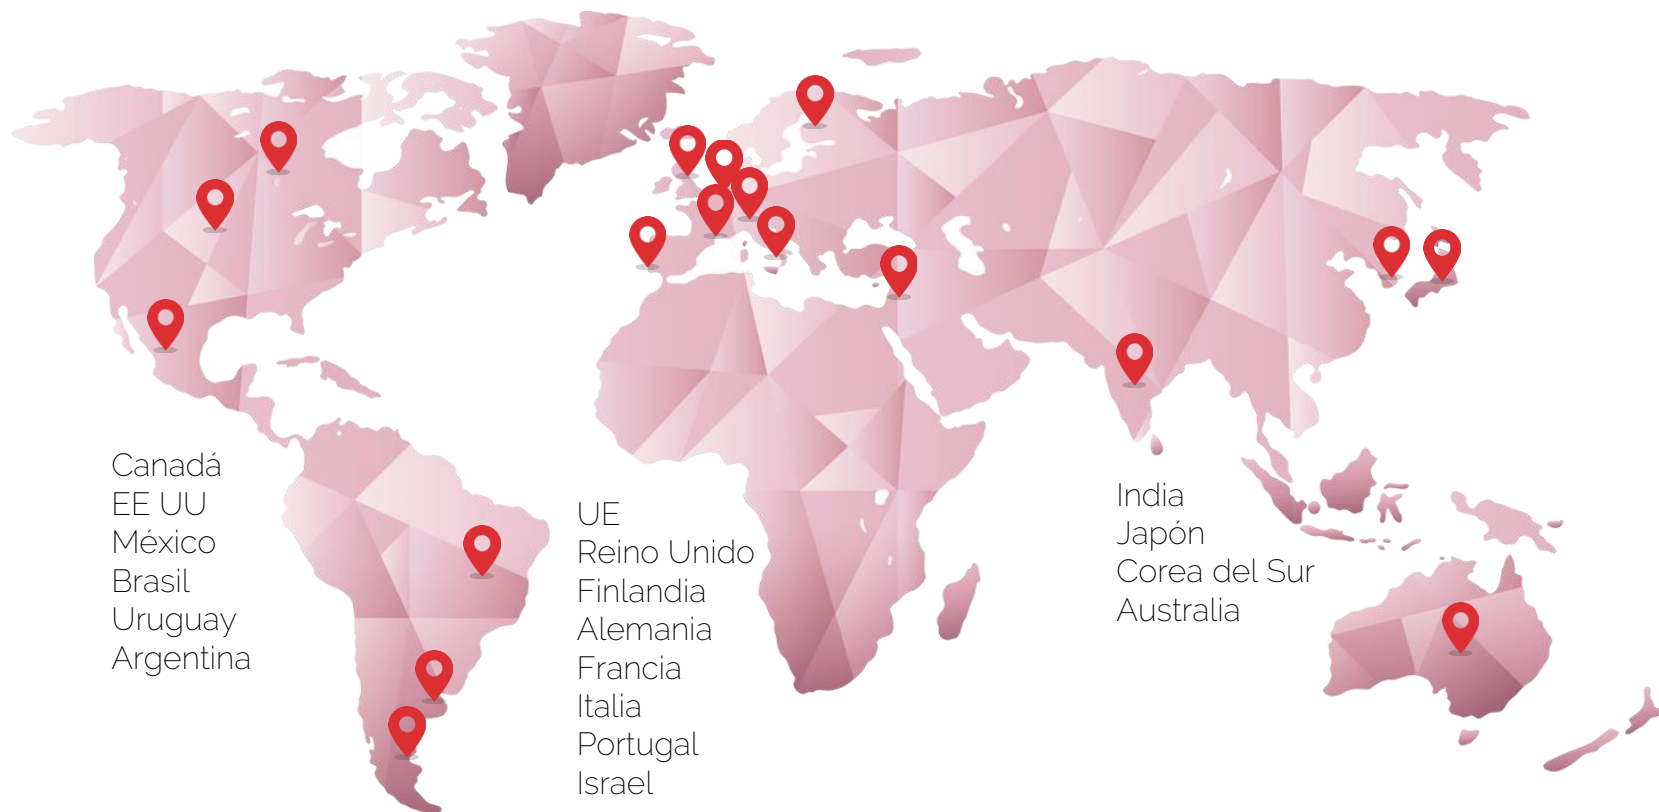 Canadá
EE UU
México
Brasil
Uruguay
Argentina
UE
Reino Unido
Finlandia
Alemania
Francia
Italia
Portugal
Israel
India
Japón
Corea del Sur
Australia